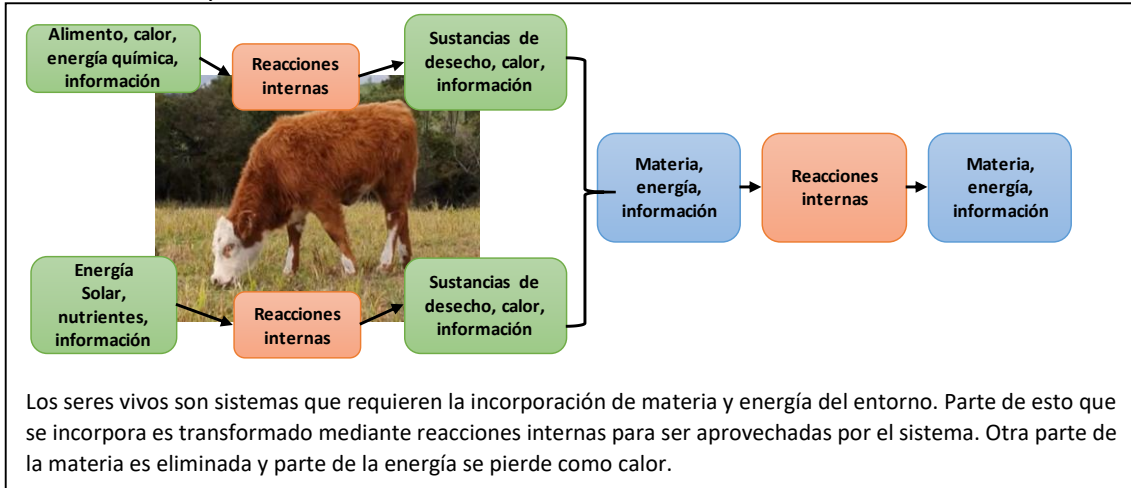 Alimento, calor,
energía química,
información
Reacciones
internas
Sustancias de
desecho, calor,
información
Materia,
energía,
información
Reacciones
internas
Materia,
energía,
información
Energía
Solar,
nutrientes,
información
Reacciones
internas
Sustancias de
desecho, calor,
información
Los seres vivos son sistemas que requieren la incorporación de materia y energía del entorno. Parte de esto que
se incorpora es transformado mediante reacciones internas para ser aprovechadas por el sistema. Otra parte de
la materia es eliminada y parte de la energía se pierde como calor.